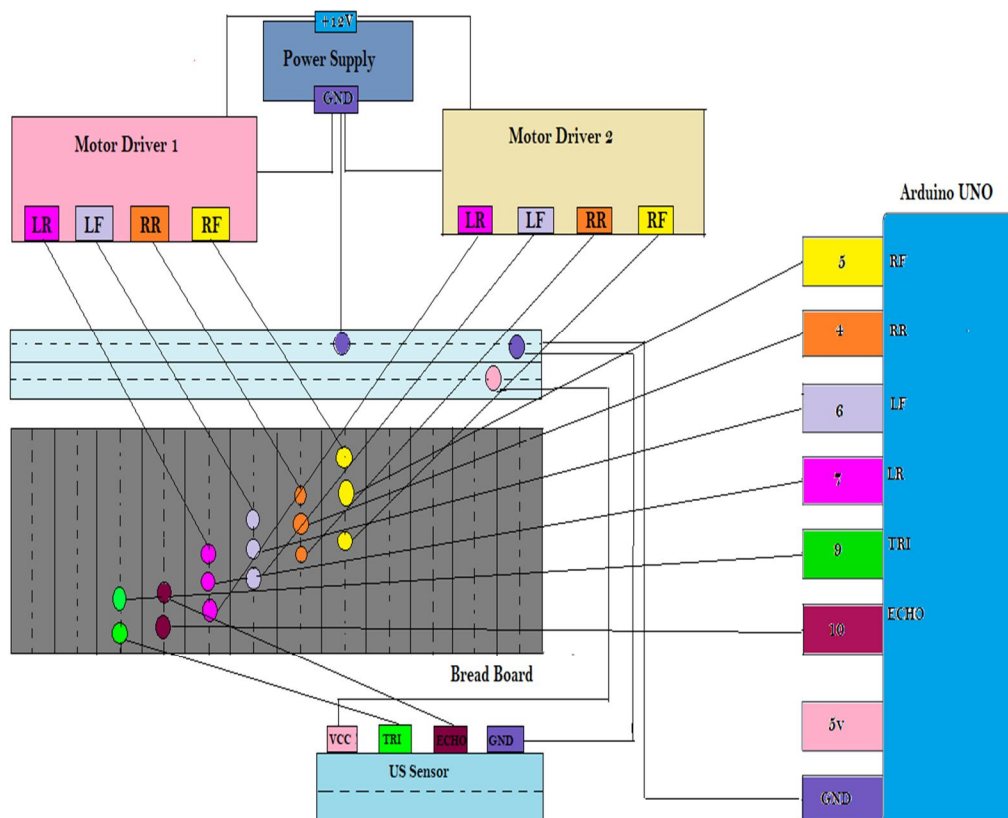 +12V
Power Supply
GND
Motor Driver 1
LR LF RR RF
Motor Driver 2
LR LF RR RF
Arduino UNO
5 RF
4 RR
6 LF
7 LR
9 TRI
10 ECHO
5v
GND
Bread Board
VCC TRI ECHO GND
US Sensor